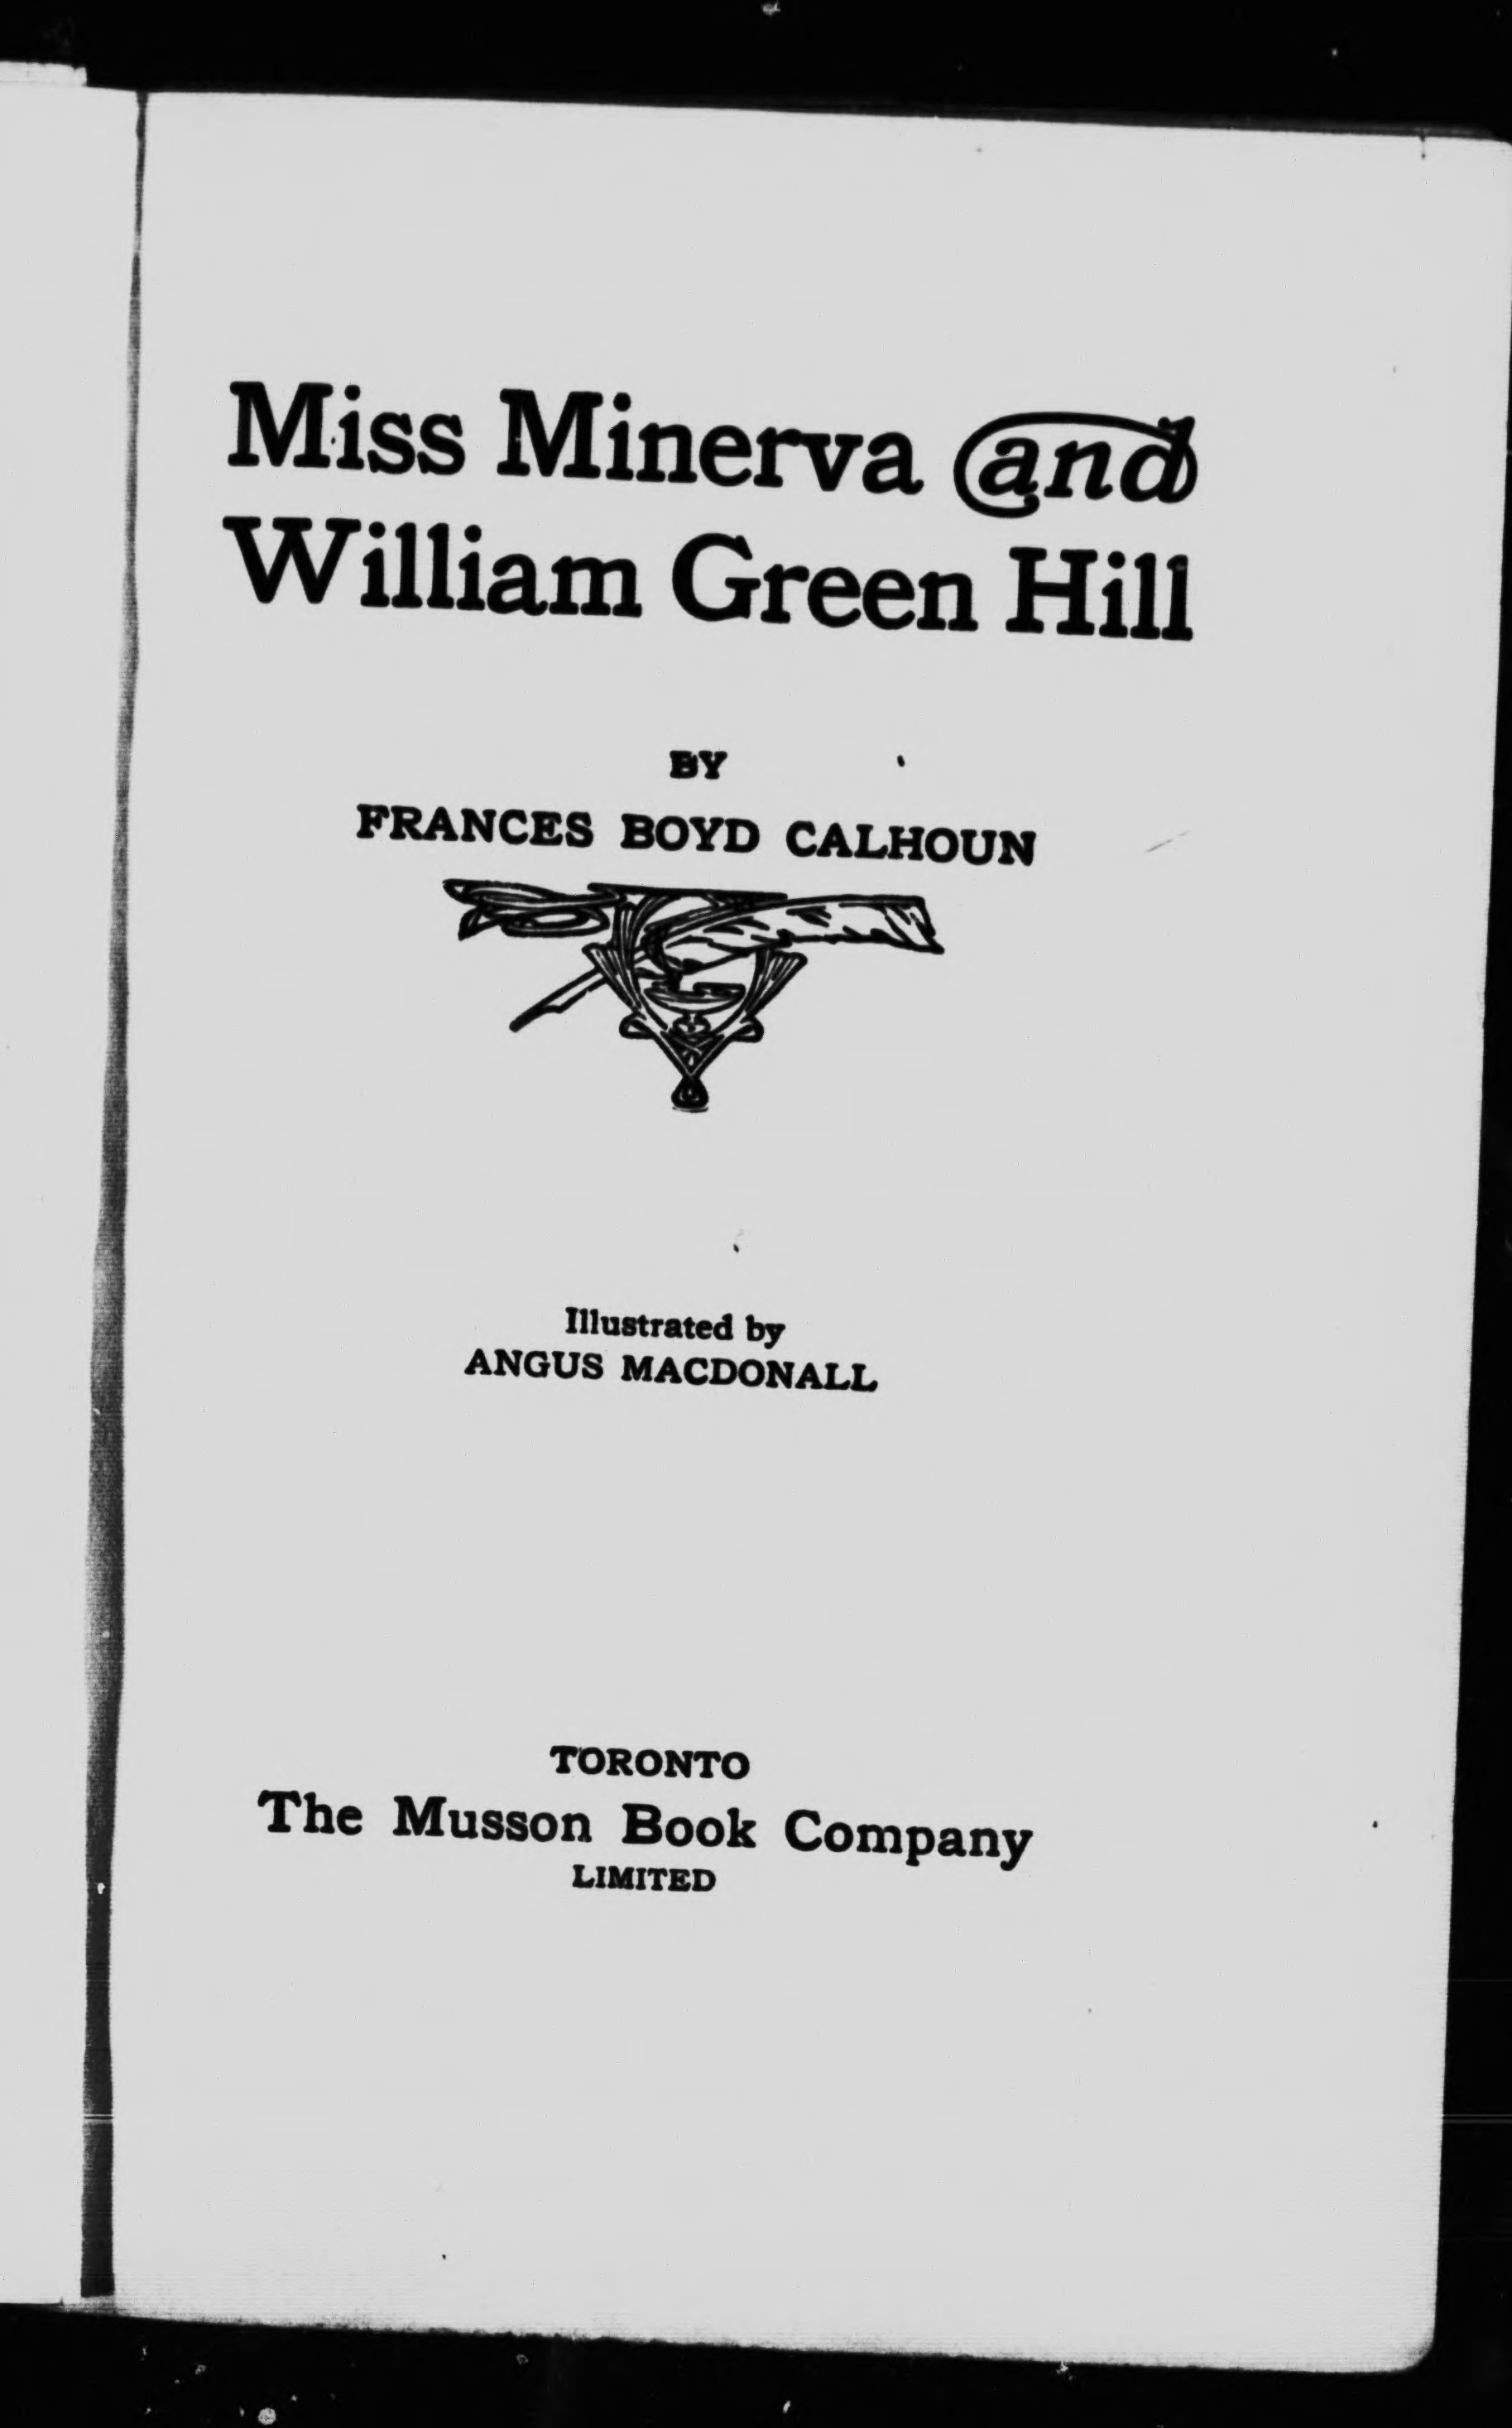 Miss Minerva and
William Green Hill
BY
FRANCES BOYD CALHOUN
Illustrated by
ANGUS MACDONALL
TORONTO
The Musson Book Company
LIMITED